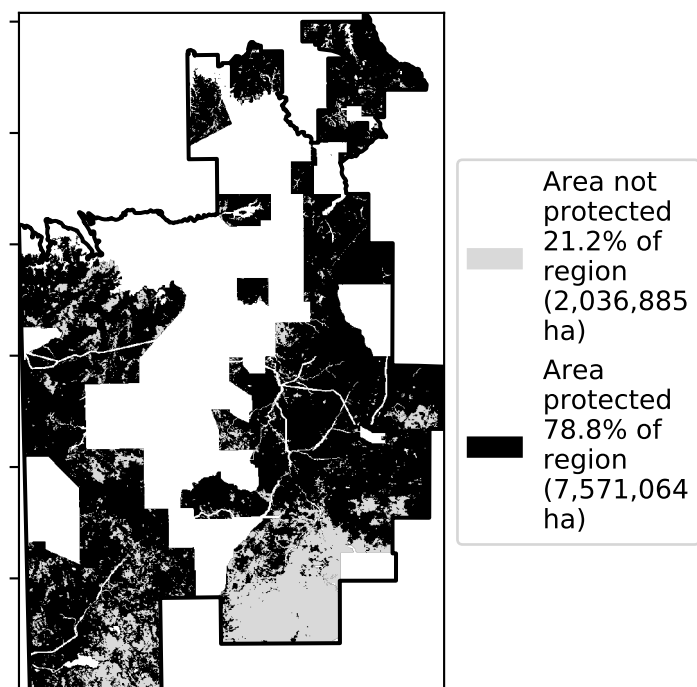 Area not
protected
21.2% of
region
(2,036,885
ha)
Area
protected
78.8% of
region
(7,571,064
ha)